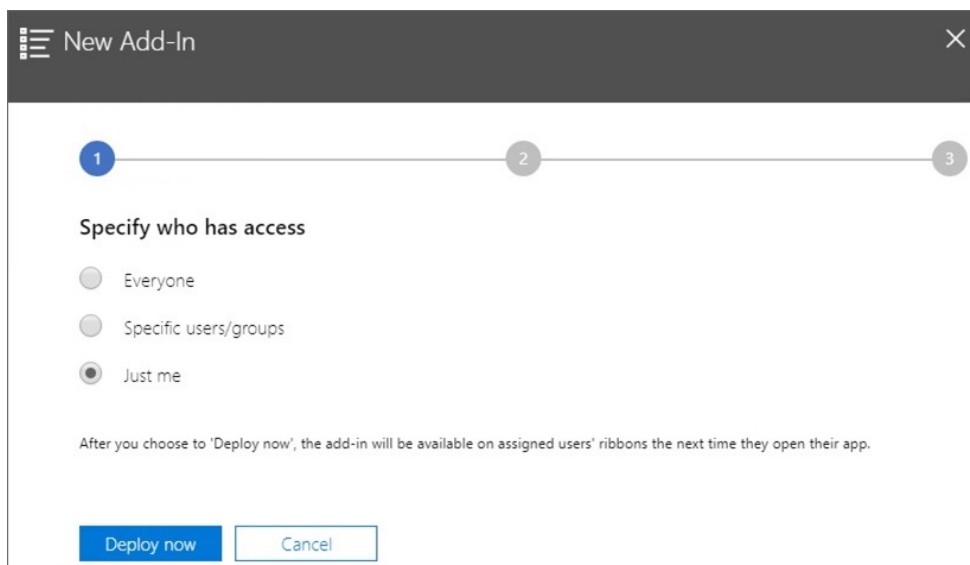 New Add-In
1
2
3
Specify who has access
Everyone
Specific users/groups
Just me
After you choose to 'Deploy now', the add-in will be available on assigned users' ribbons the next time they open their app.
Deploy now
Cancel